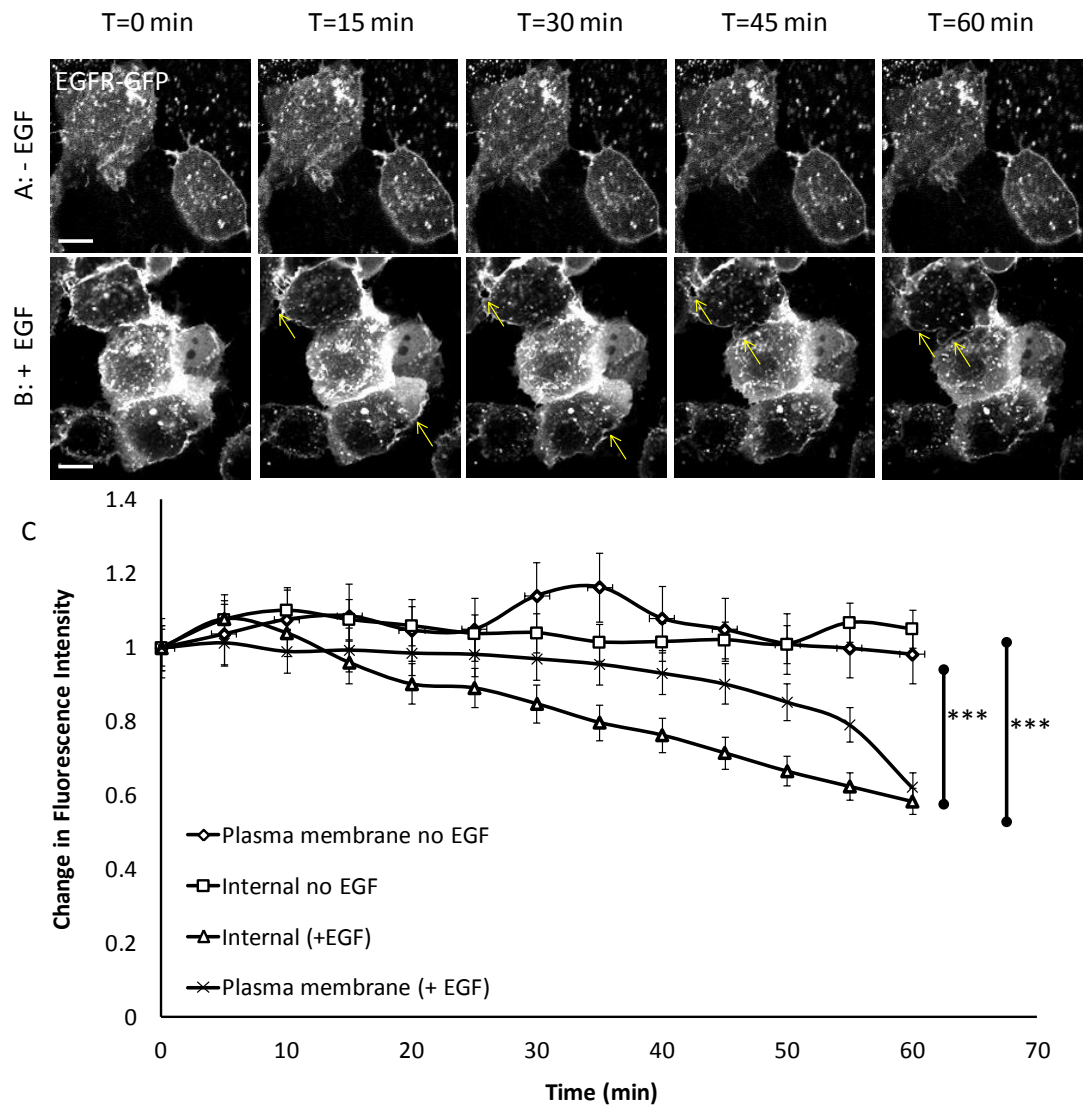 T=0 min T=15 min T=30 min T=45 min T=60 min
EGFR-GFP
A: - EGF
B: + EGF
C
1.4
1.2
1
0.8
0.6
0.4
0.2
0
Change in Fluorescence Intensity
***
***
Plasma membrane no EGF
Internal no EGF
Internal (+EGF)
Plasma membrane (+ EGF)
0 10 20 30 40 50 60 70
Time (min)